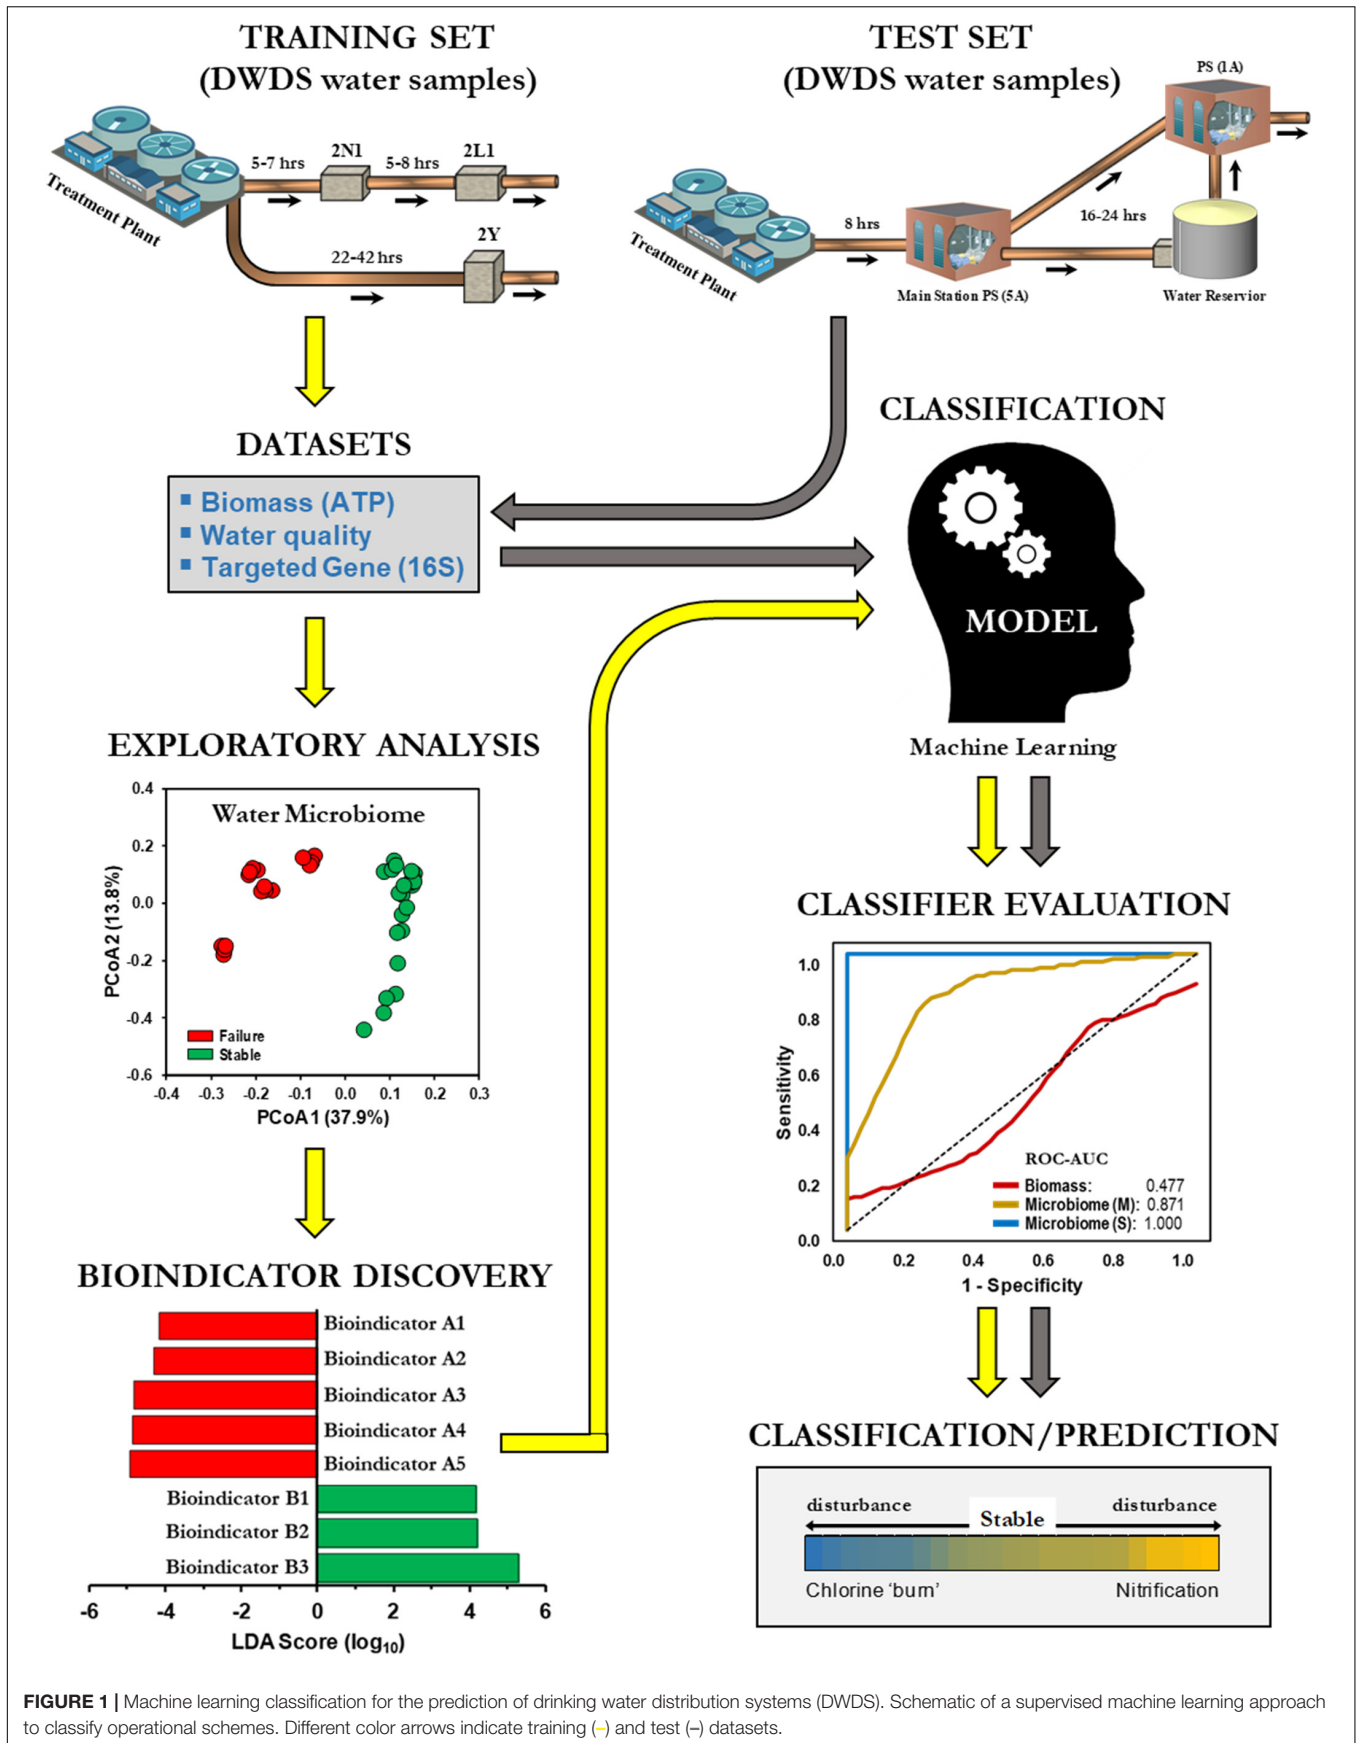 TRAINING SET
(DWDS water samples)
Treatment Plant
5-7 hrs
2N1
5-8 hrs
2L1
22-42 hrs
2Y
TEST SET
(DWDS water samples)
Treatment Plant
8 hrs
Main Station PS (5A)
PS (1A)
16-24 hrs
Water Reservior
DATASETS
▪ Biomass (ATP)
▪ Water quality
▪ Targeted Gene (16S)
CLASSIFICATION
MODEL
Machine Learning
EXPLORATORY ANALYSIS
Water Microbiome
PCoA2 (13.8%)
0.4
0.2
0.0
-0.2
-0.4
-0.6
Failure
Stable
-0.4 -0.3 -0.2 -0.1 0.0 0.1 0.2 0.3
PCoA1 (37.9%)
CLASSIFIER EVALUATION
Sensitivity
1.0
0.8
0.6
0.4
0.2
0.0
ROC-AUC
Biomass: 0.477
Microbiome (M): 0.871
Microbiome (S): 1.000
0.0 0.2 0.4 0.6 0.8 1.0
1 - Specificity
BIOINDICATOR DISCOVERY
Bioindicator A1
Bioindicator A2
Bioindicator A3
Bioindicator A4
Bioindicator A5
Bioindicator B1
Bioindicator B2
Bioindicator B3
-6 -4 -2 0 2 4 6
LDA Score (log₁₀)
CLASSIFICATION/PREDICTION
disturbance Stable disturbance
Chlorine ‘burn’ Nitrification
FIGURE 1 | Machine learning classification for the prediction of drinking water distribution systems (DWDS). Schematic of a supervised machine learning approach
to classify operational schemes. Different color arrows indicate training (–) and test (–) datasets.